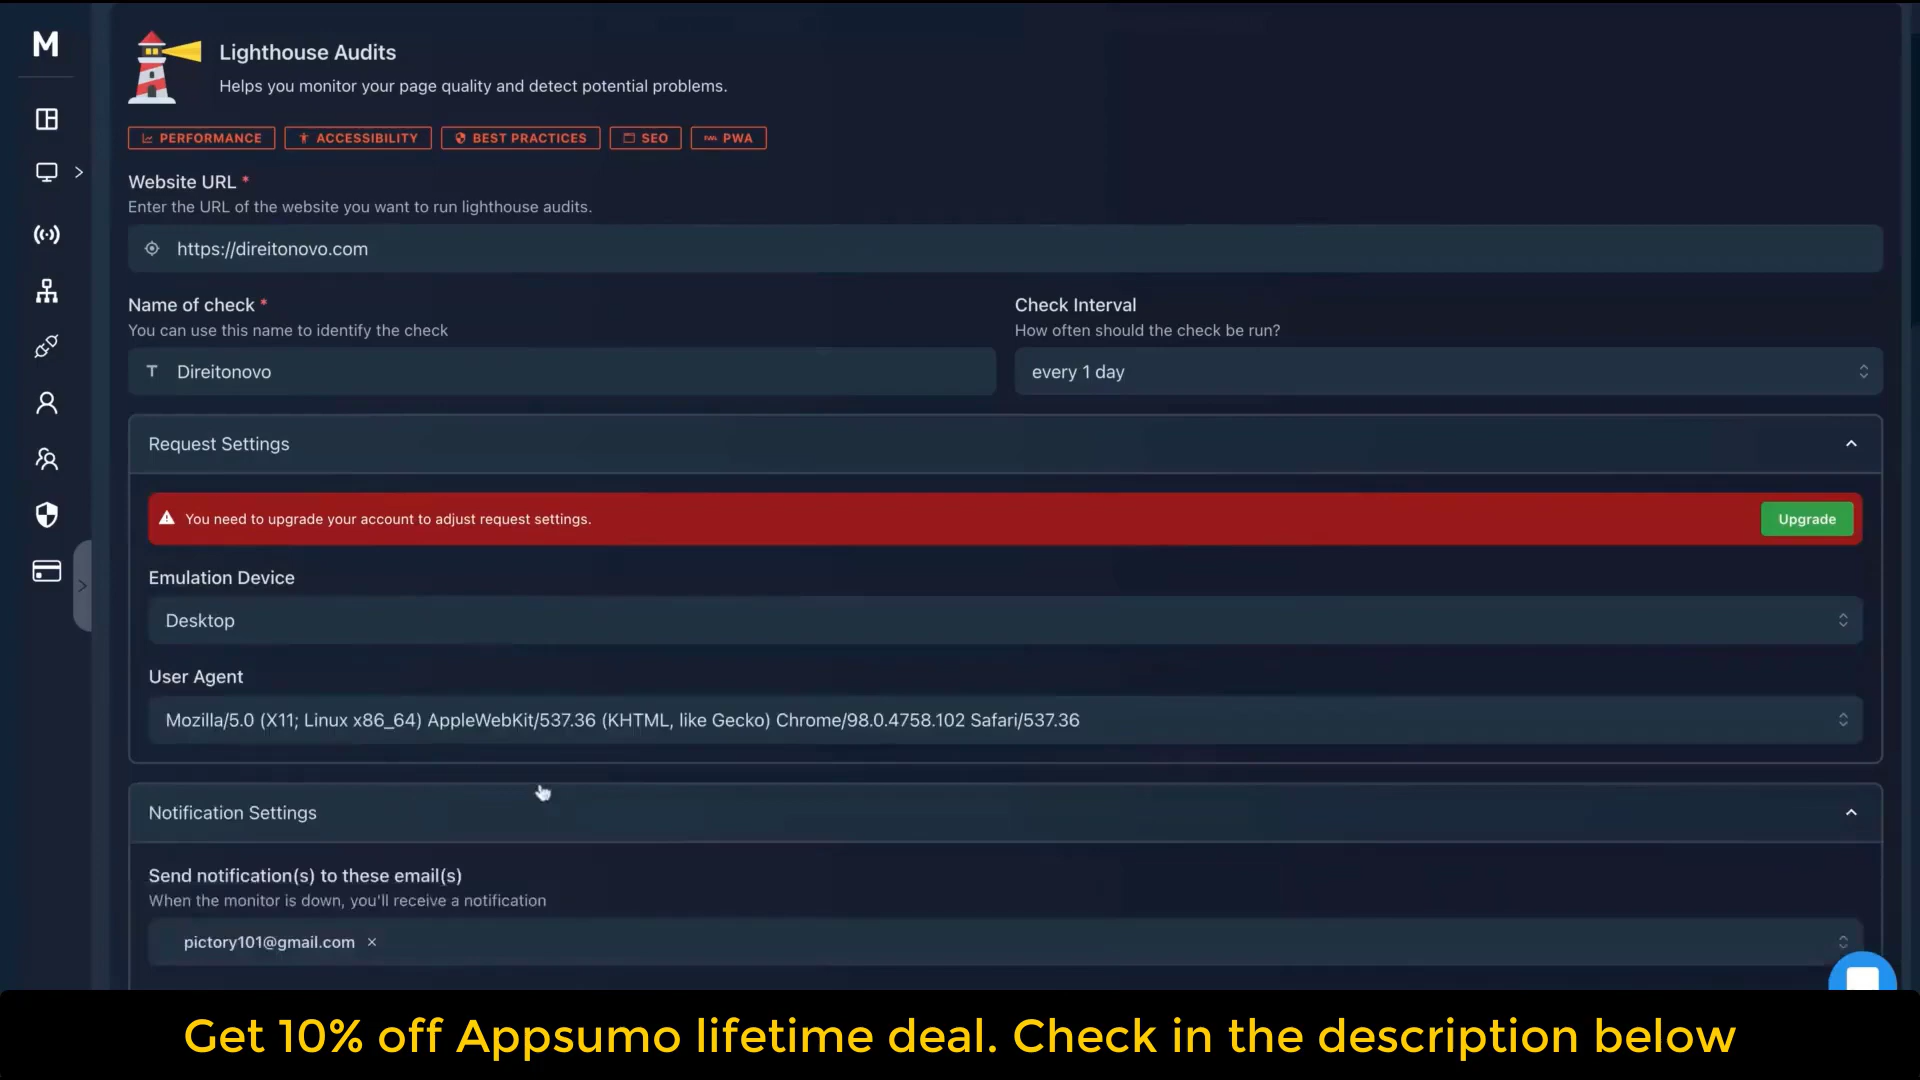 M
Lighthouse Audits
Helps you monitor your page quality and detect potential problems.
PERFORMANCE ACCESSIBILITY BEST PRACTICES SEO PWA
Website URL *
Enter the URL of the website you want to run lighthouse audits.
https://direitonovo.com
Name of check *
You can use this name to identify the check
T Direitonovo
Check Interval
How often should the check be run?
every 1 day
Request Settings
You need to upgrade your account to adjust request settings. Upgrade
Emulation Device
Desktop
User Agent
Mozilla/5.0 (X11; Linux x86_64) AppleWebKit/537.36 (KHTML, like Gecko) Chrome/98.0.4758.102 Safari/537.36
Notification Settings
Send notification(s) to these email(s)
When the monitor is down, you'll receive a notification
pictory101@gmail.com ×
Get 10% off Appsumo lifetime deal. Check in the description below